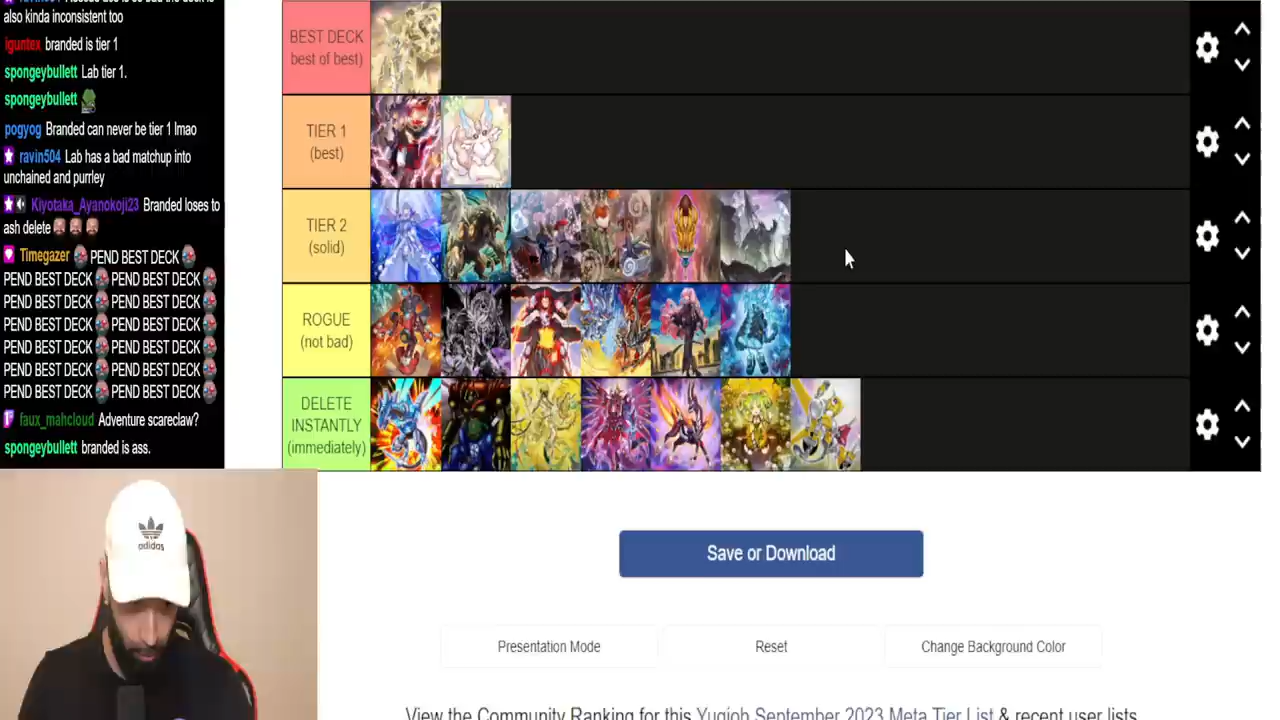 also kinda inconsistent too
iguntex branded is tier 1
spongeybullett Lab tier 1.
spongeybullett
pogyog Branded can never be tier 1 lmao
ravin504 Lab has a bad matchup into
unchained and purrley
Kiyotaka_Ayanokoji23 Branded loses to
ash delete
Timegazer PEND BEST DECK
PEND BEST DECK PEND BEST DECK
PEND BEST DECK PEND BEST DECK
PEND BEST DECK PEND BEST DECK
PEND BEST DECK PEND BEST DECK
PEND BEST DECK PEND BEST DECK
PEND BEST DECK PEND BEST DECK
faux_mahcloud Adventure scareclaw?
spongeybullett branded is ass.
BEST DECK
best of best)
TIER 1
(best)
TIER 2
(solid)
ROGUE
(not bad)
DELETE
INSTANTLY
(immediately)
adidas
Save or Download
Presentation Mode
Reset
Change Background Color
View the Community Ranking for this Yugioh September 2023 Meta Tier List & recent user lists